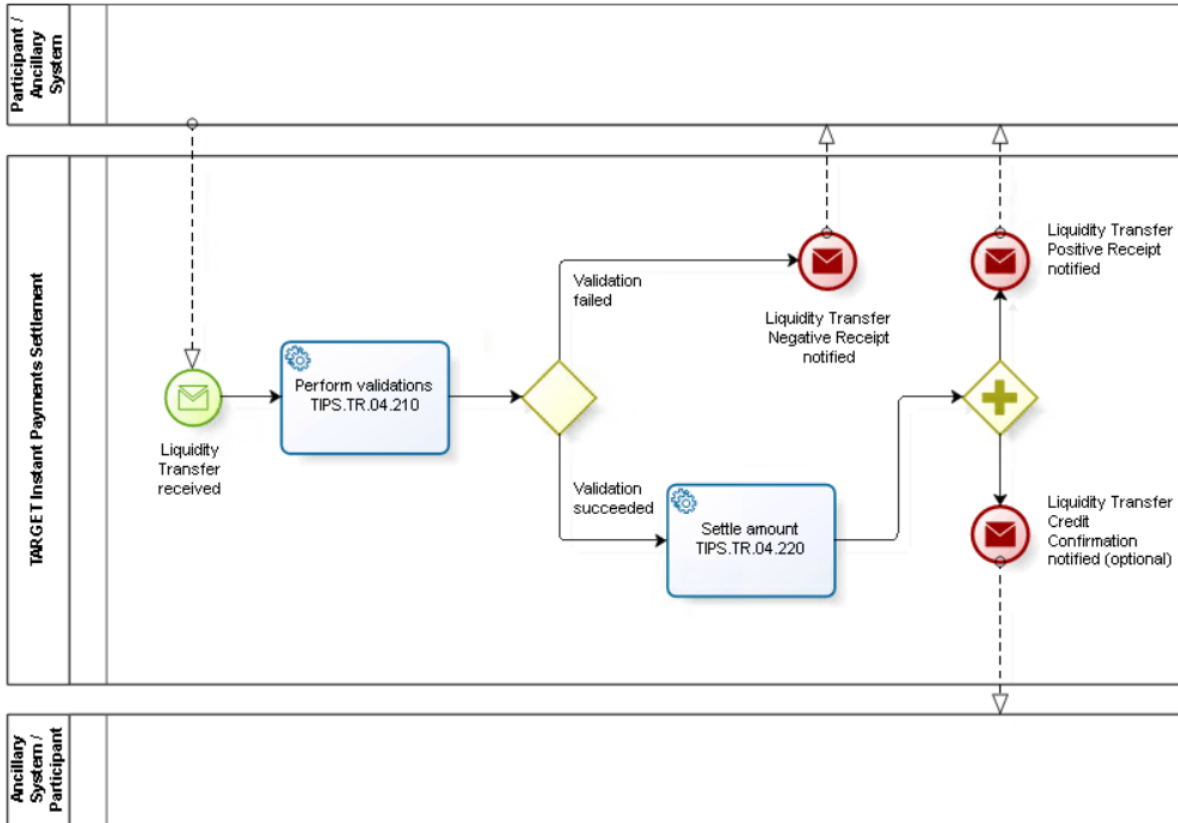 Participant /
Ancillary
System
TARGET Instant Payments Settlement
Liquidity
Transfer
received
Perform validations
TIPS.TR.04.210
Validation
failed
Validation
succeeded
Liquidity Transfer
Negative Receipt
notified
Settle amount
TIPS.TR.04.220
Liquidity Transfer
Positive Receipt
notified
Liquidity Transfer
Credit
Confirmation
notified (optional)
Ancillary
System /
Participant